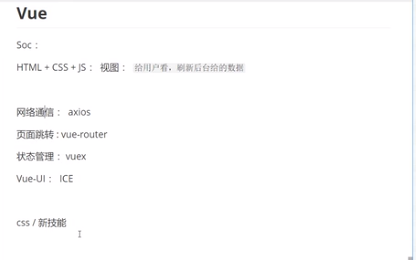 Vue
Soc：
HTML + CSS + JS： 视图： 给用户看，刷新后台给的数据
网络通信： axios
页面跳转 : vue-router
状态管理： vuex
Vue-UI： ICE
css / 新技能